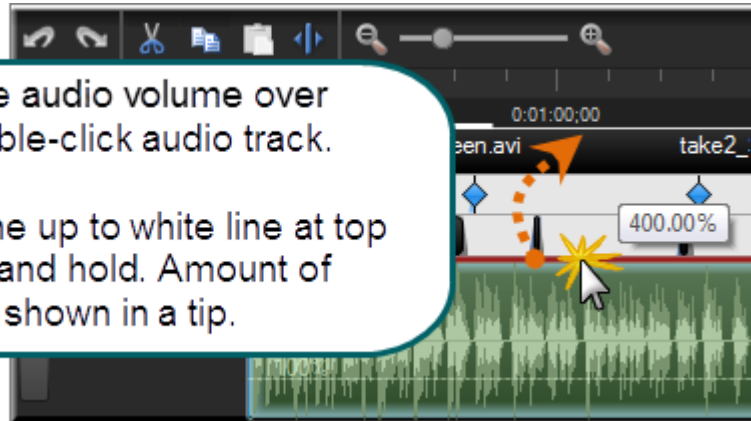 e audio volume over
ble-click audio track.
ne up to white line at top
and hold. Amount of
shown in a tip.
0:01:00;00
een.avi
take2_
400.00%
100%